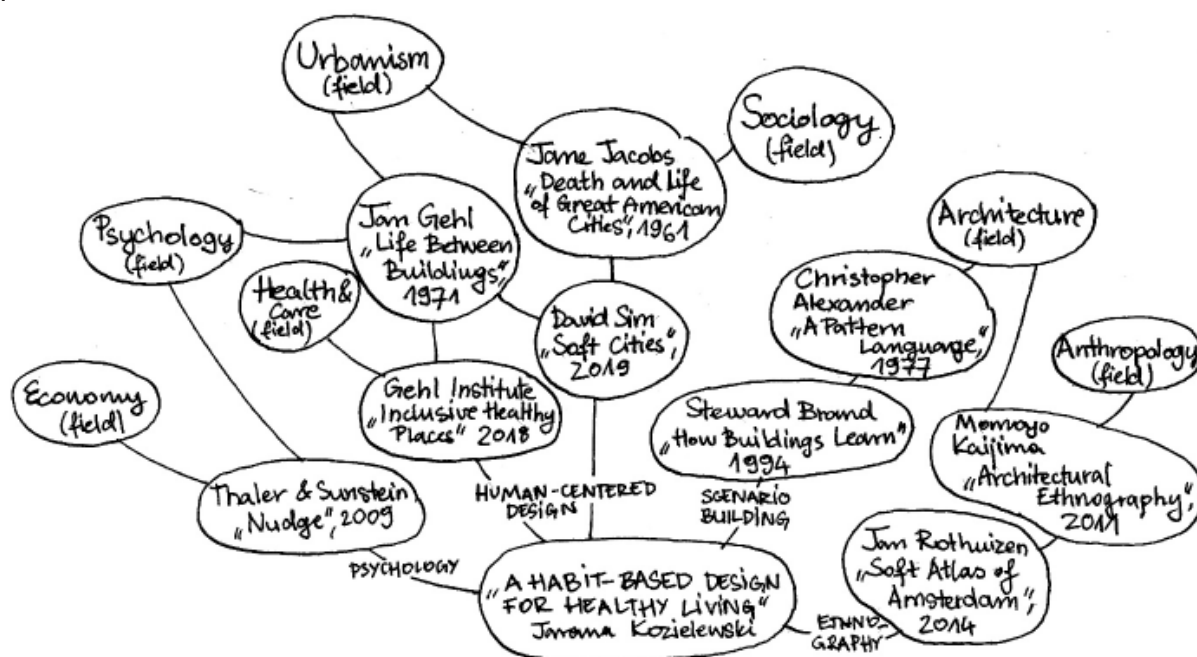 Urbanism
(field)
Sociology
(field)
Jane Jacobs
„Death and Life
of Great American
Cities", 1961
Architecture
(field)
Psychology
(field)
Jan Gehl
„Life Between
Buildings"
1971
Health &
Care
(field)
Christopher
Alexander
„A Pattern
Language"
1977
David Sim
„Soft Cities",
2019
Anthropology
(field)
Economy
(field)
Gehl Institute
„Inclusive Healthy
Places" 2018
Steward Brand
„How Buildings Learn"
1994
Momoyo
Kaijima
„Architectural
Ethnography",
Thaler & Sunstein
„Nudge", 2009
HUMAN-CENTERED
DESIGN
SCENARIO
BUILDING
Jan Rothuizen
„Soft Atlas of
Amsterdam",
2014
PSYCHOLOGY
„A HABIT-BASED DESIGN
FOR HEALTHY LIVING"
Kozielewski
ETHNO-
GRAPHY